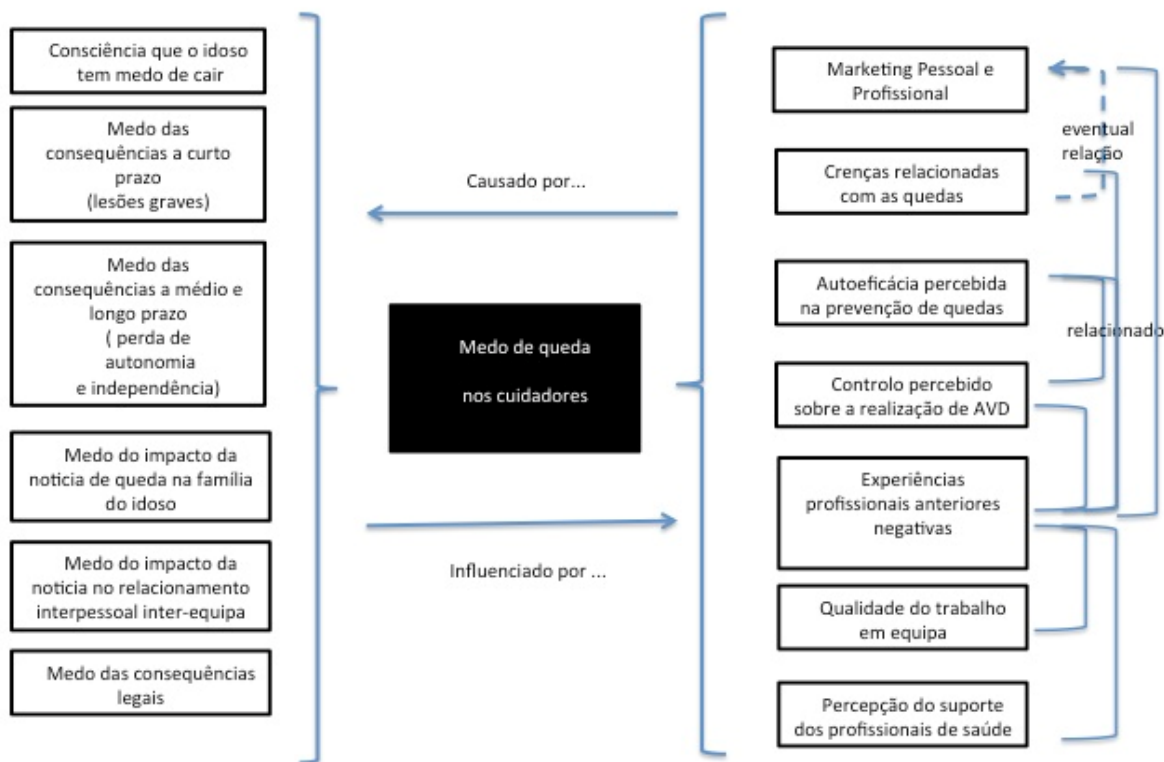 Consciência que o idoso
tem medo de cair
Medo das
consequências a curto
prazo
(lesões graves)
Medo das
consequências a médio e
longo prazo
( perda de
autonomia
e independência)
Medo do impacto da
noticia de queda na família
do idoso
Medo do impacto da
noticia no relacionamento
interpessoal inter-equipa
Medo das consequências
legais
Causado por...
Medo de queda
nos cuidadores
Influenciado por ...
Marketing Pessoal e
Profissional
Crenças relacionadas
com as quedas
Autoeficácia percebida
na prevenção de quedas
Controlo percebido
sobre a realização de AVD
Experiências
profissionais anteriores
negativas
Qualidade do trabalho
em equipa
Percepção do suporte
dos profissionais de saúde
eventual
relação
relacionado